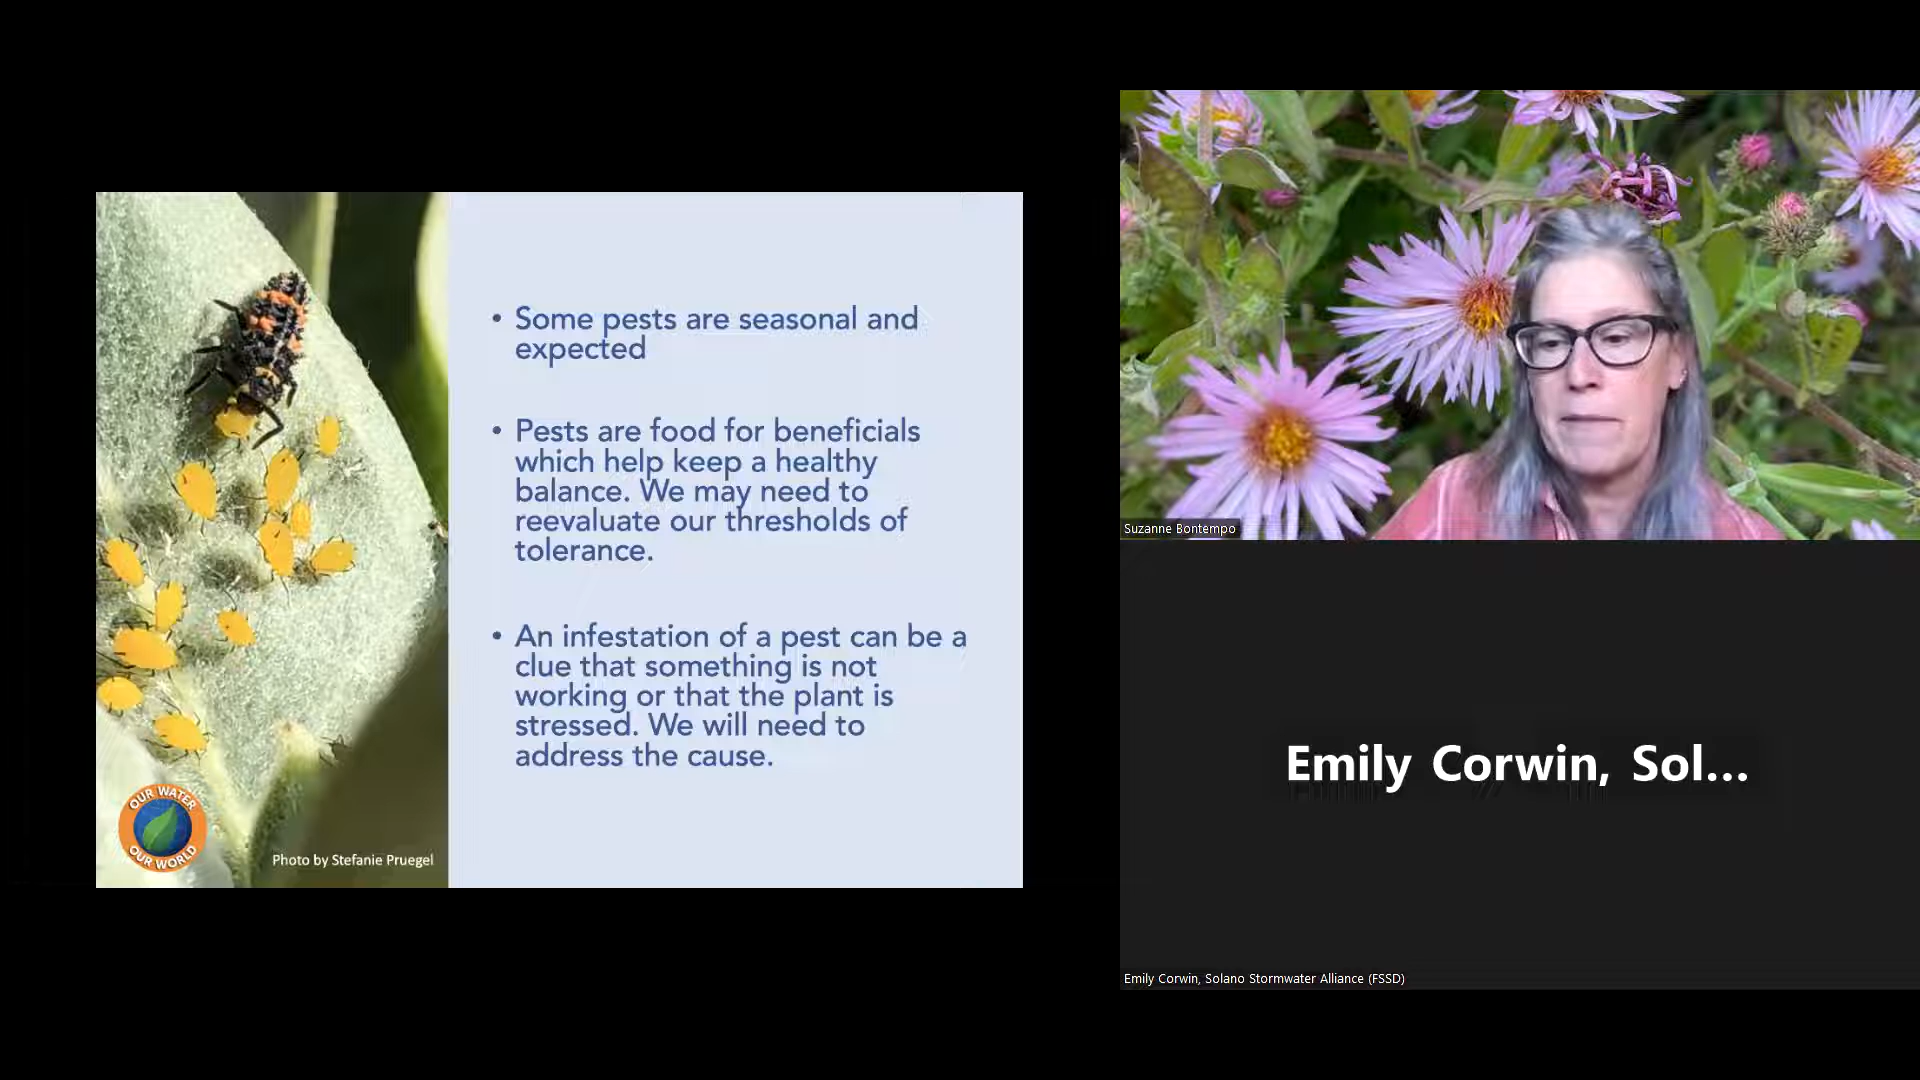 • Some pests are seasonal and
expected
• Pests are food for beneficials
which help keep a healthy
balance. We may need to
reevaluate our thresholds of
tolerance.
• An infestation of a pest can be a
clue that something is not
working or that the plant is
stressed. We will need to
address the cause.
OUR WATER
OUR WORLD
Photo by Stefanie Pruegel
Suzanne Bontempo
Emily Corwin, Sol...
Emily Corwin, Solano Stormwater Alliance (FSSD)